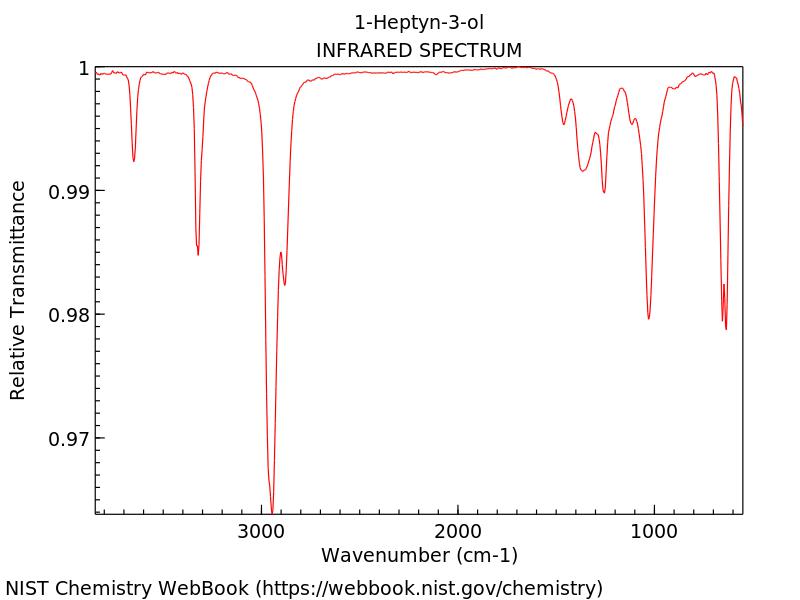 1-Heptyn-3-ol
INFRARED SPECTRUM
1
0.99
0.98
0.97
Relative Transmittance
3000 2000 1000
Wavenumber (cm-1)
NIST Chemistry WebBook (https://webbook.nist.gov/chemistry)